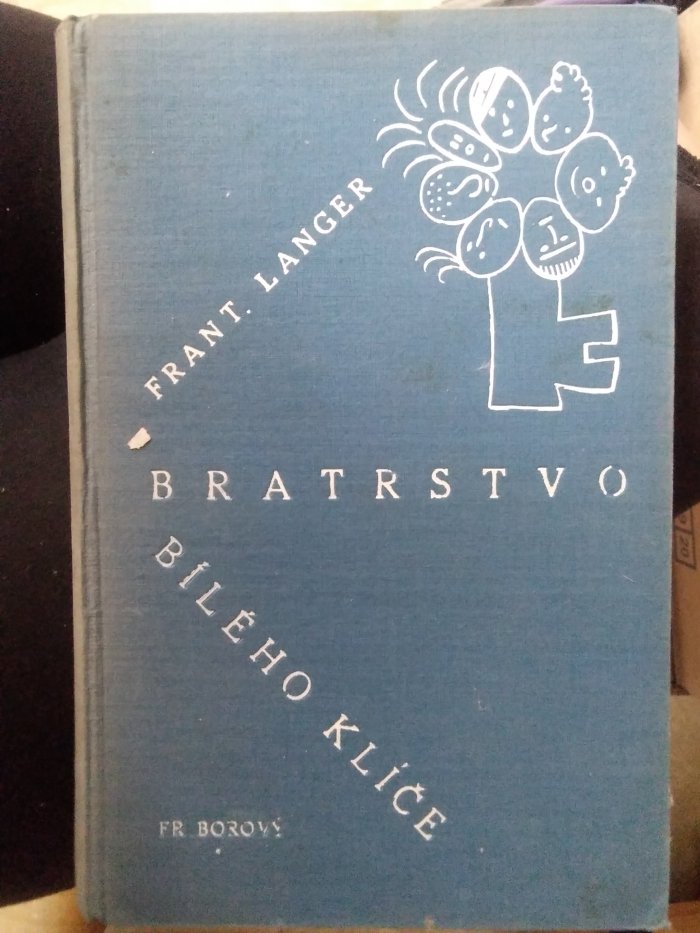 FRANT. LANGER
BRATRSTVO
BÍLÉHO KLÍČE
FR BOROVÝ